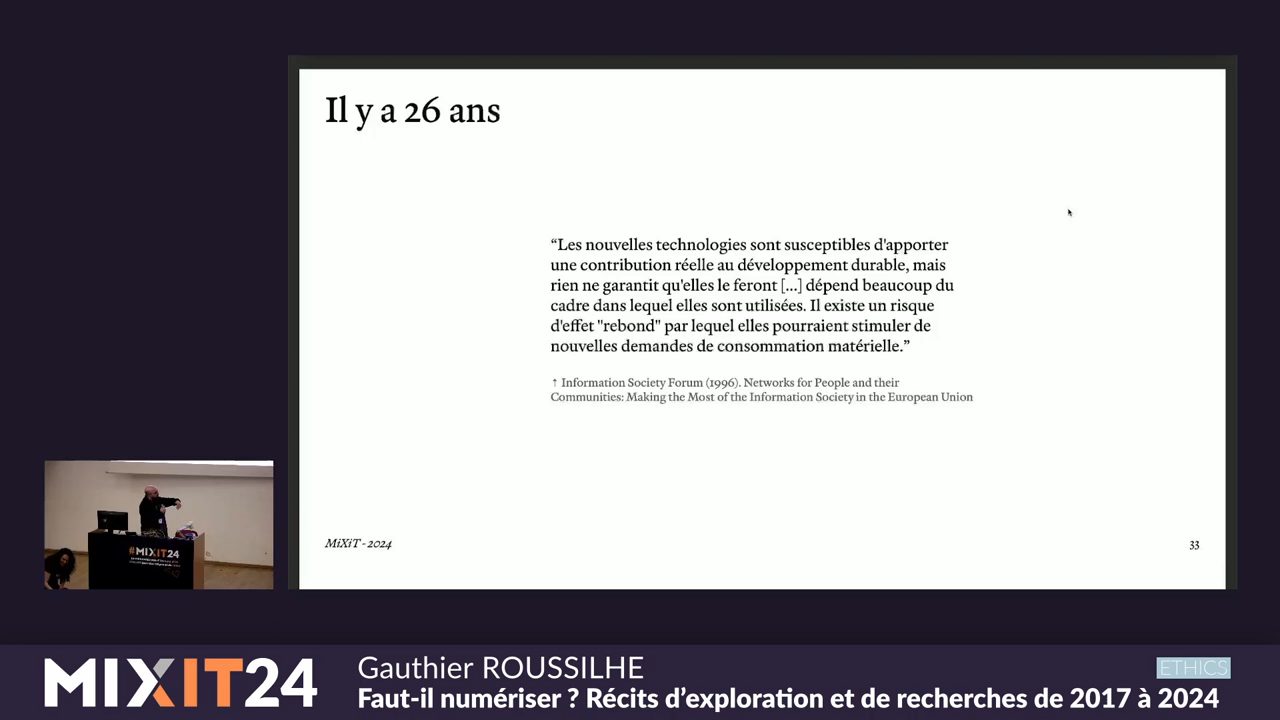 Il y a 26 ans
“Les nouvelles technologies sont susceptibles d'apporter
une contribution réelle au développement durable, mais
rien ne garantit qu'elles le feront [...] dépend beaucoup du
cadre dans lequel elles sont utilisées. Il existe un risque
d'effet "rebond" par lequel elles pourraient stimuler de
nouvelles demandes de consommation matérielle.”
↑ Information Society Forum (1996). Networks for People and their
Communities: Making the Most of the Information Society in the European Union
MiXiT - 2024
33
#MIXIT24
MIXIT24
Gauthier ROUSSILHE
ETHICS
Faut-il numériser ? Récits d’exploration et de recherches de 2017 à 2024